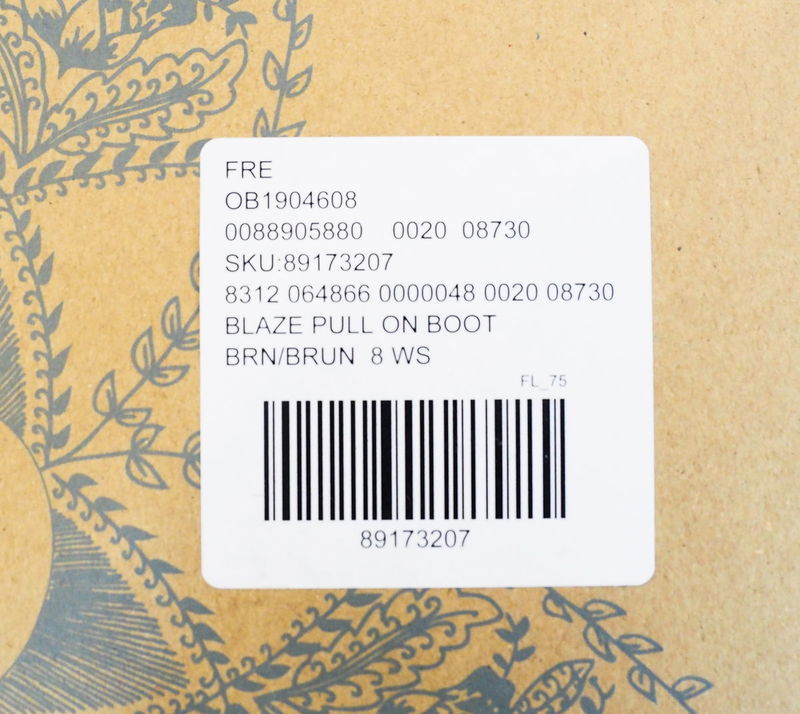 FRE
OB1904608
0088905880 0020 08730
SKU:89173207
8312 064866 0000048 0020 08730
BLAZE PULL ON BOOT
BRN/BRUN 8 WS
FL_75
89173207